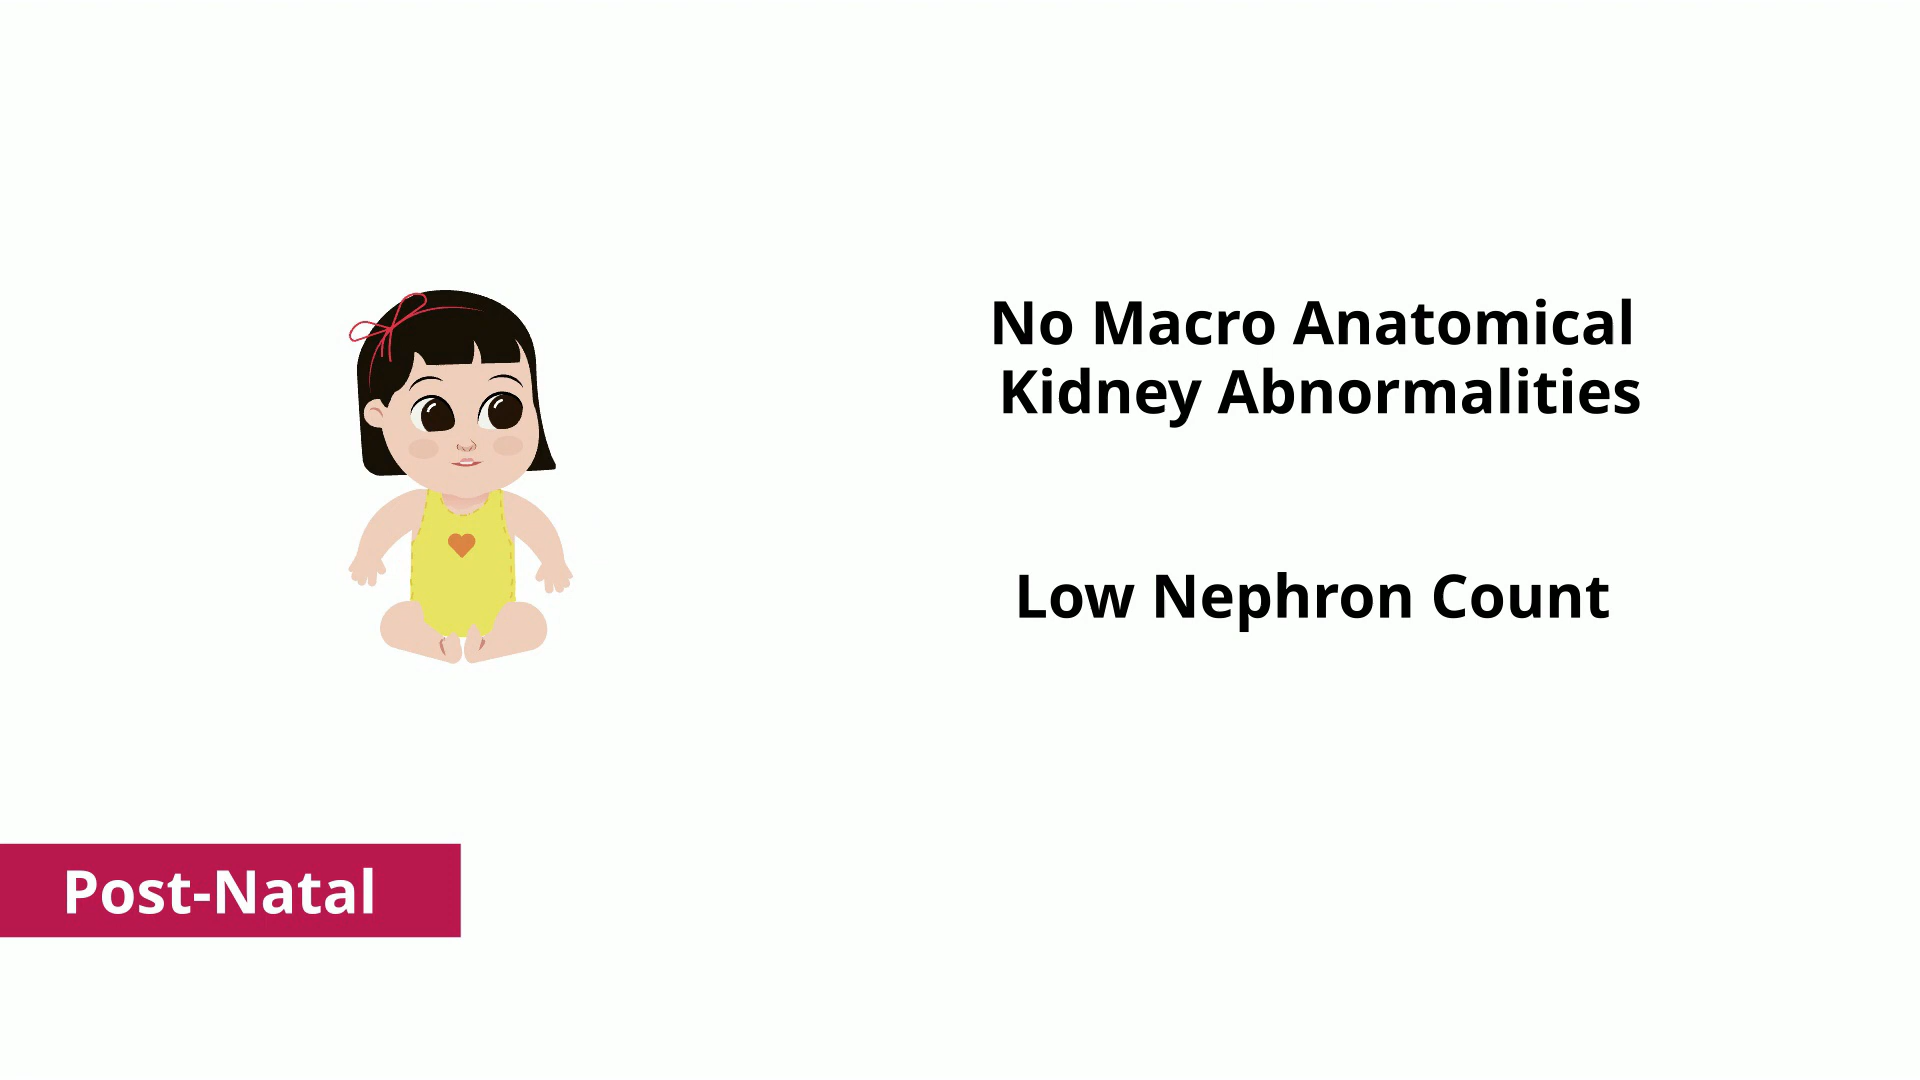 No Macro Anatomical
Kidney Abnormalities
Low Nephron Count
Post-Natal